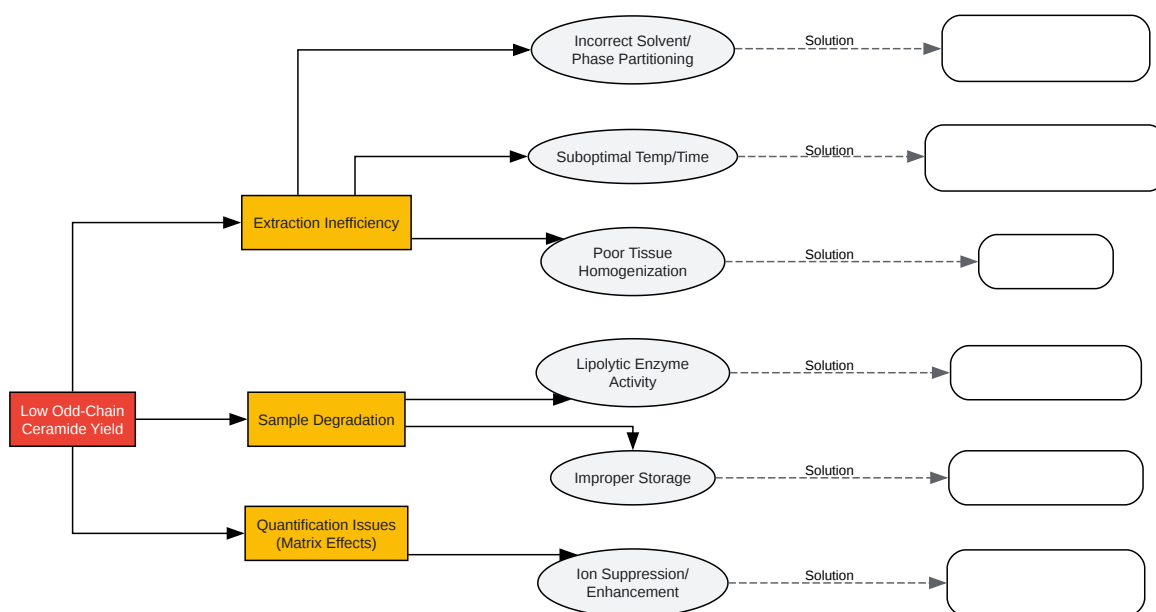 Incorrect Solvent/
Phase Partitioning
Solution
Suboptimal Temp/Time
Solution
Extraction Inefficiency
Poor Tissue
Homogenization
Solution
Lipolytic Enzyme
Activity
Solution
Low Odd-Chain
Ceramide Yield
Sample Degradation
Improper Storage
Solution
Quantification Issues
(Matrix Effects)
Ion Suppression/
Enhancement
Solution